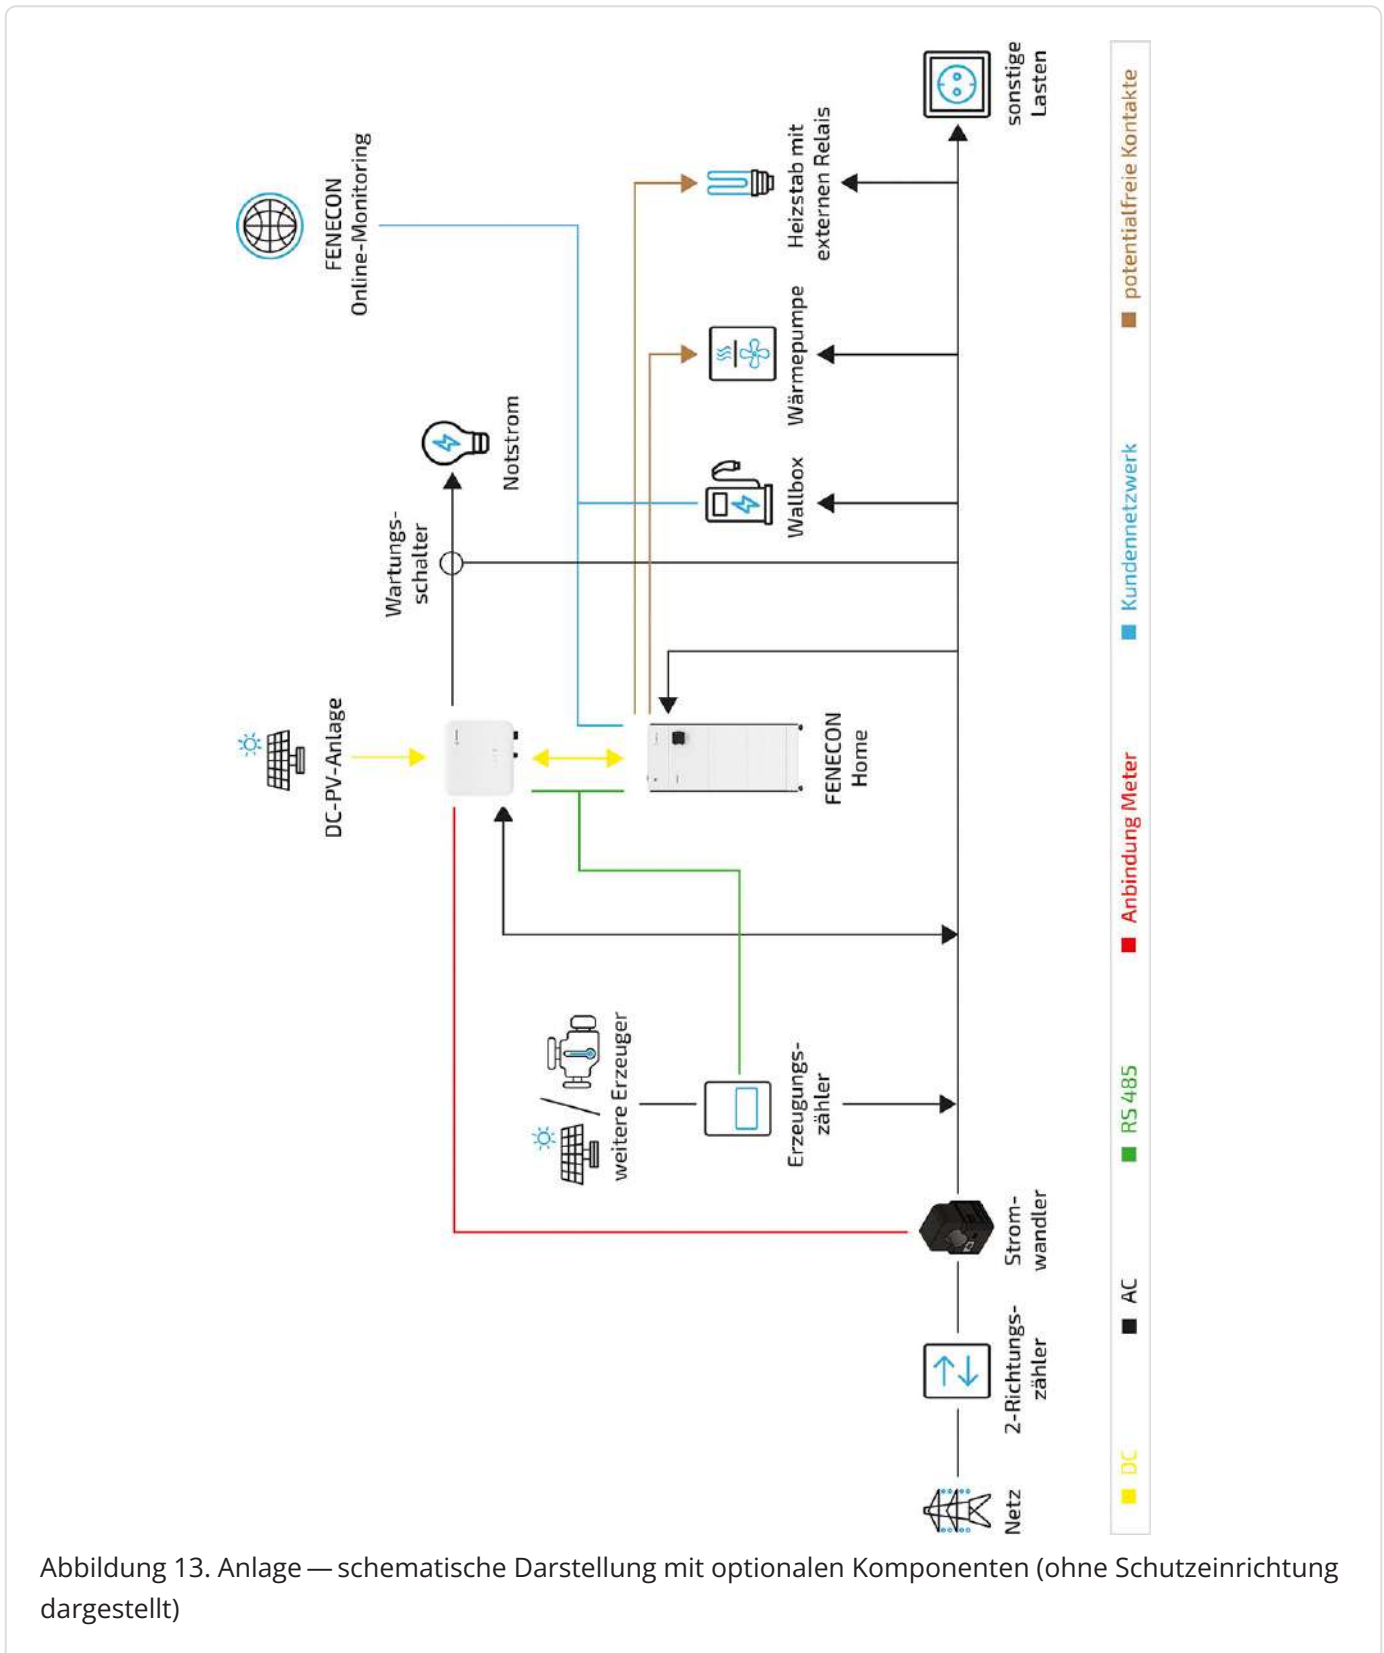 FENECON
Online-Monitoring
DC-PV-Anlage
Wartungs-
schalter
Notstrom
weitere Erzeuger
Erzeugungs-
zähler
FENECON
Home
Wallbox
Wärmepumpe
Heizstab mit
externen Relais
Netz
2-Richtungs-
zähler
Strom-
wandler
sonstige
Lasten
DC
AC
RS 485
Anbindung Meter
Kundennetzwerk
potentialfreie Kontakte
Abbildung 13. Anlage — schematische Darstellung mit optionalen Komponenten (ohne Schutzeinrichtung
dargestellt)